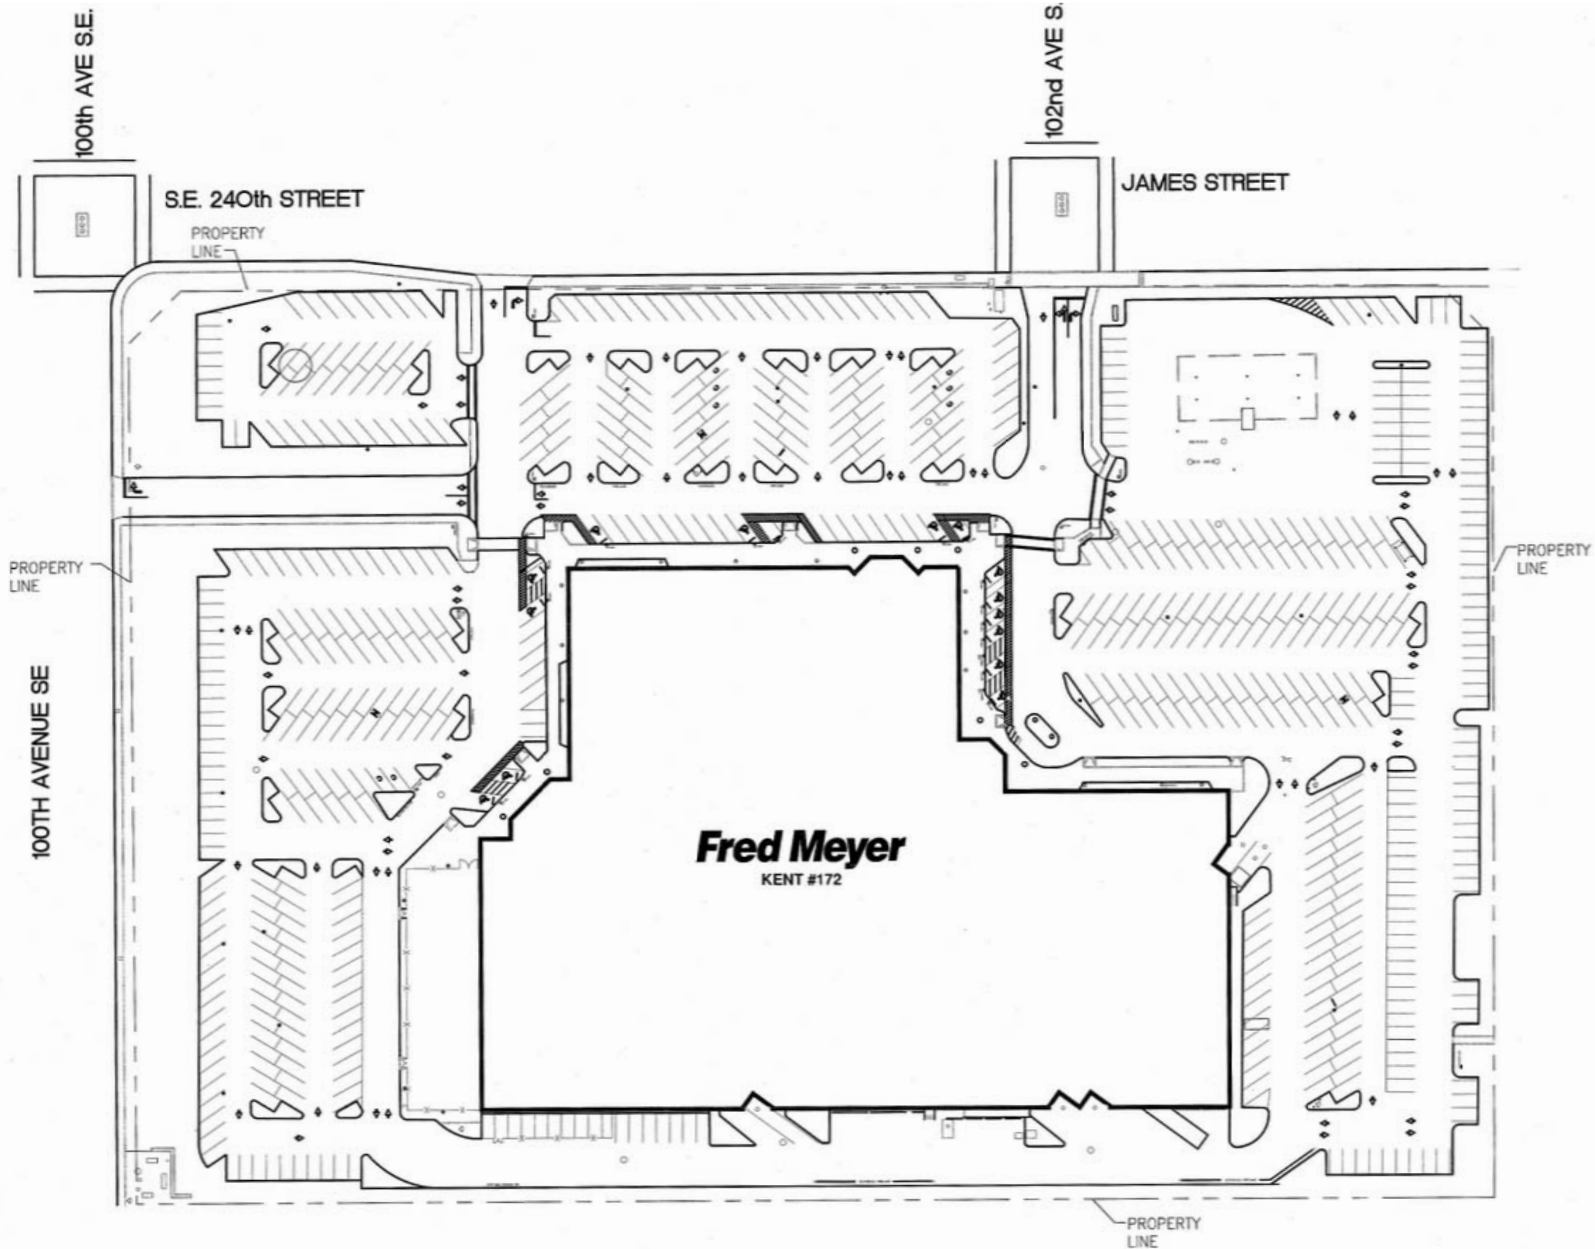 100th AVE S.E.
102nd AVE S.
S.E. 240th STREET
JAMES STREET
PROPERTY
LINE
PROPERTY
LINE
PROPERTY
LINE
100TH AVENUE SE
Fred Meyer
KENT #172
PROPERTY
LINE